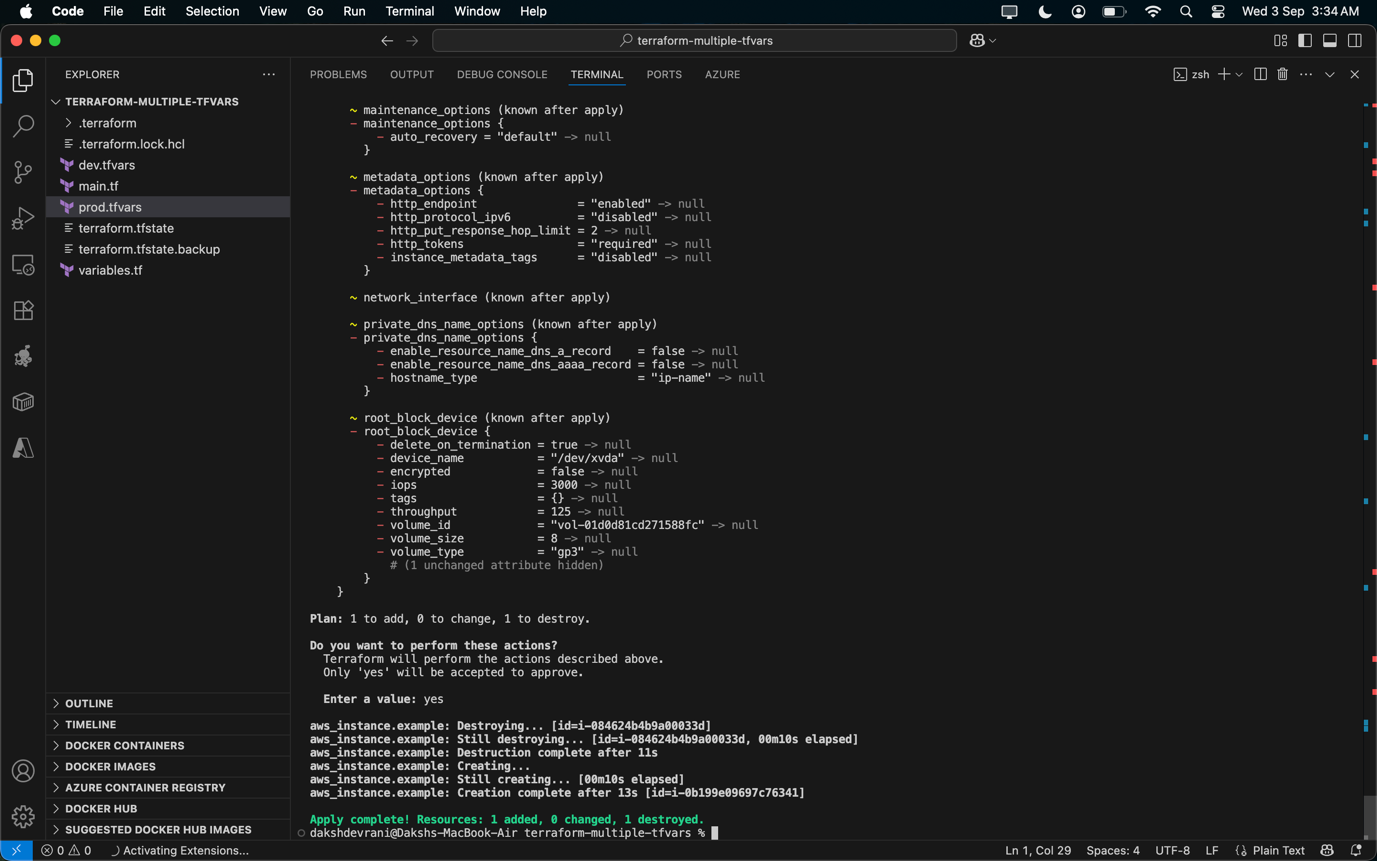 Code File Edit Selection View Go Run Terminal Window Help Wed 3 Sep 3:34 AM
terraform-multiple-tfvars
EXPLORER
TERRAFORM-MULTIPLE-TFVARS
.terraform
.terraform.lock.hcl
dev.tfvars
main.tf
prod.tfvars
terraform.tfstate
terraform.tfstate.backup
variables.tf
OUTLINE
TIMELINE
DOCKER CONTAINERS
DOCKER IMAGES
AZURE CONTAINER REGISTRY
DOCKER HUB
SUGGESTED DOCKER HUB IMAGES
PROBLEMS OUTPUT DEBUG CONSOLE TERMINAL PORTS AZURE zsh
~ maintenance_options (known after apply)
- maintenance_options {
- auto_recovery = "default" -> null
}
~ metadata_options (known after apply)
- metadata_options {
- http_endpoint = "enabled" -> null
- http_protocol_ipv6 = "disabled" -> null
- http_put_response_hop_limit = 2 -> null
- http_tokens = "required" -> null
- instance_metadata_tags = "disabled" -> null
}
~ network_interface (known after apply)
~ private_dns_name_options (known after apply)
- private_dns_name_options {
- enable_resource_name_dns_a_record = false -> null
- enable_resource_name_dns_aaaa_record = false -> null
- hostname_type = "ip-name" -> null
}
~ root_block_device (known after apply)
- root_block_device {
- delete_on_termination = true -> null
- device_name = "/dev/xvda" -> null
- encrypted = false -> null
- iops = 3000 -> null
- tags = {} -> null
- throughput = 125 -> null
- volume_id = "vol-01d0d81cd271588fc" -> null
- volume_size = 8 -> null
- volume_type = "gp3" -> null
# (1 unchanged attribute hidden)
}
}
Plan: 1 to add, 0 to change, 1 to destroy.
Do you want to perform these actions?
Terraform will perform the actions described above.
Only 'yes' will be accepted to approve.
Enter a value: yes
aws_instance.example: Destroying... [id=i-084624b4b9a00033d]
aws_instance.example: Still destroying... [id=i-084624b4b9a00033d, 00m10s elapsed]
aws_instance.example: Destruction complete after 11s
aws_instance.example: Creating...
aws_instance.example: Still creating... [00m10s elapsed]
aws_instance.example: Creation complete after 13s [id=i-0b199e09697c76341]
Apply complete! Resources: 1 added, 0 changed, 1 destroyed.
dakshdevrani@Dakshs-MacBook-Air terraform-multiple-tfvars %
0 0 Activating Extensions... Ln 1, Col 29 Spaces: 4 UTF-8 LF {} Plain Text